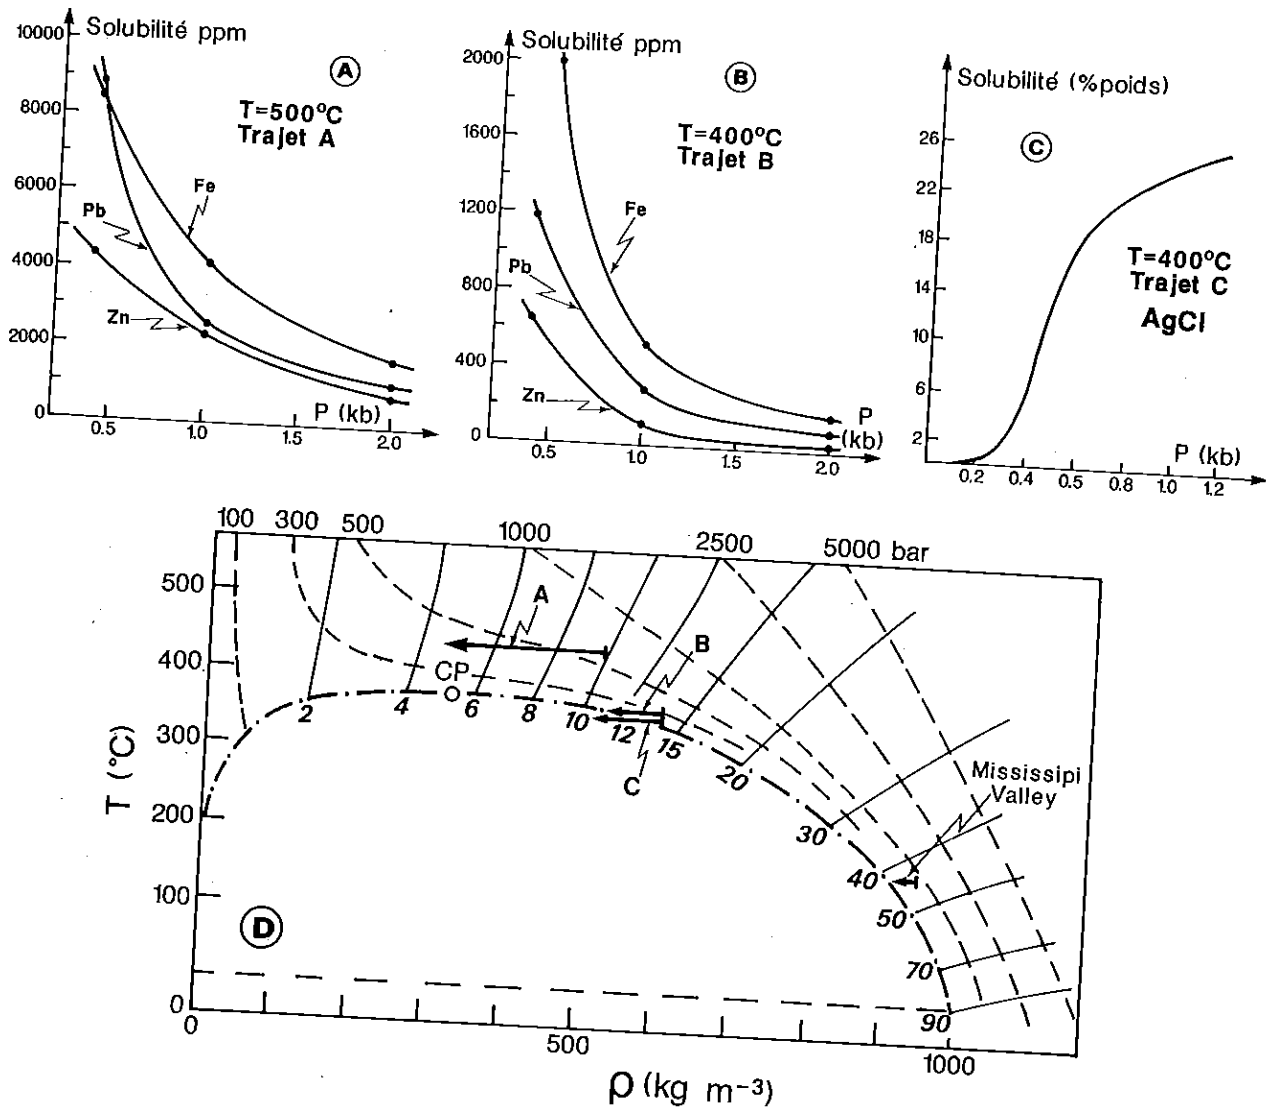 Solubilité ppm
A
T=500°C
Trajet A
10000
8000
6000
4000
2000
0
Fe
Pb
Zn
P (kb)
0.5
1.0
1.5
2.0
Solubilité ppm
B
T=400°C
Trajet B
2000
1600
1200
800
400
0
Fe
Pb
Zn
P
(kb)
0.5
1.0
1.5
2.0
Solubilité (%poids)
C
T=400°C
Trajet C
AgCl
26
22
18
14
10
6
2
P (kb)
0.2
0.4
0.6
0.8
1.0
1.2
100 300 500 1000 2500 5000 bar
500
400
300
200
100
0
T (°C)
A
B
CP
2 4 6 8 10 12 15 20 30 40 50 70 90
C
Mississipi
Valley
D
0
500
1000
ρ (kg m⁻³)